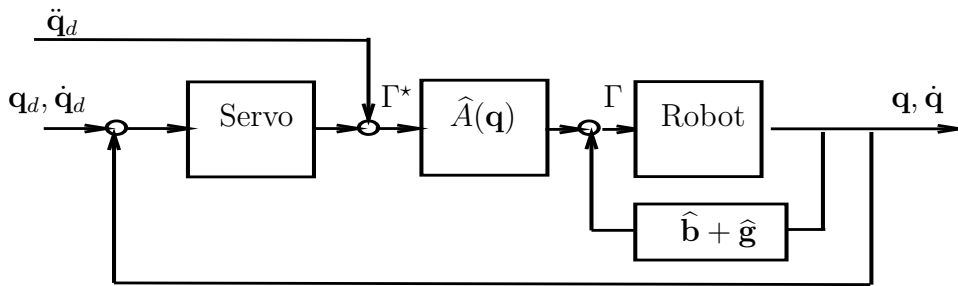 q̈_d
q_d, q̇_d
Servo
Γ⋆
Â(q)
Γ
Robot
q, q̇
b̂ + ĝ